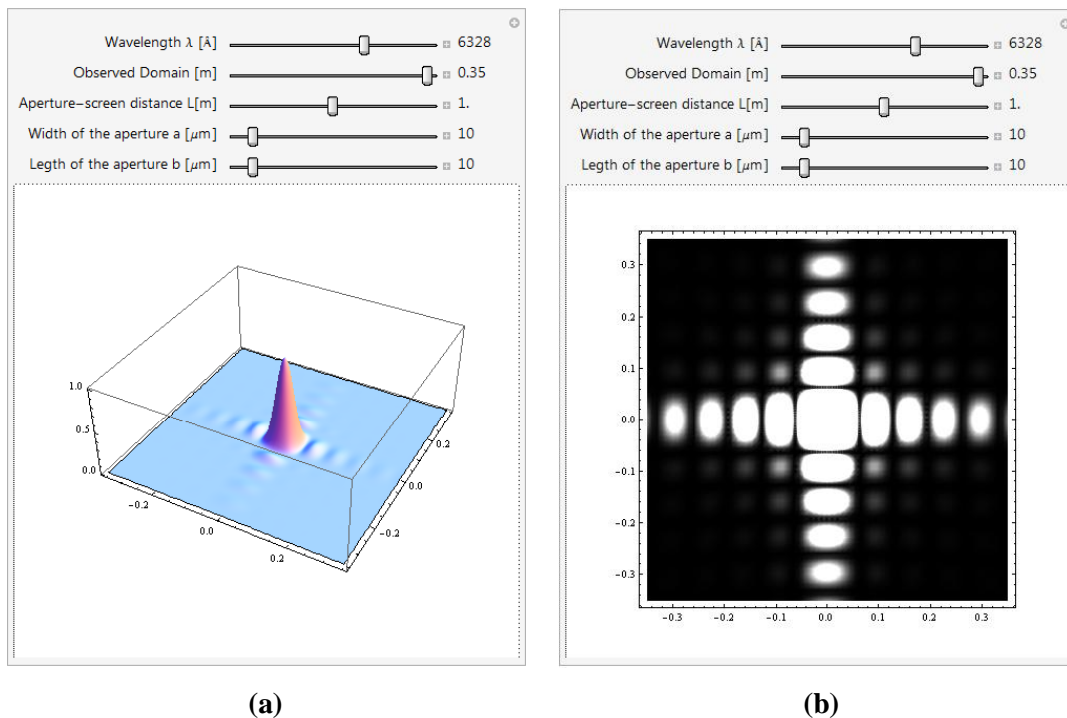 Wavelength λ [Å] 6328
Observed Domain [m] 0.35
Aperture-screen distance L[m] 1.
Width of the aperture a [μm] 10
Legth of the aperture b [μm] 10
1.0
0.5
0.0
-0.2
0.0
0.2
-0.2
0.0
0.2
(a)
Wavelength λ [Å] 6328
Observed Domain [m] 0.35
Aperture-screen distance L[m] 1.
Width of the aperture a [μm] 10
Legth of the aperture b [μm] 10
0.3
0.2
0.1
0.0
-0.1
-0.2
-0.3
-0.3 -0.2 -0.1 0.0 0.1 0.2 0.3
(b)